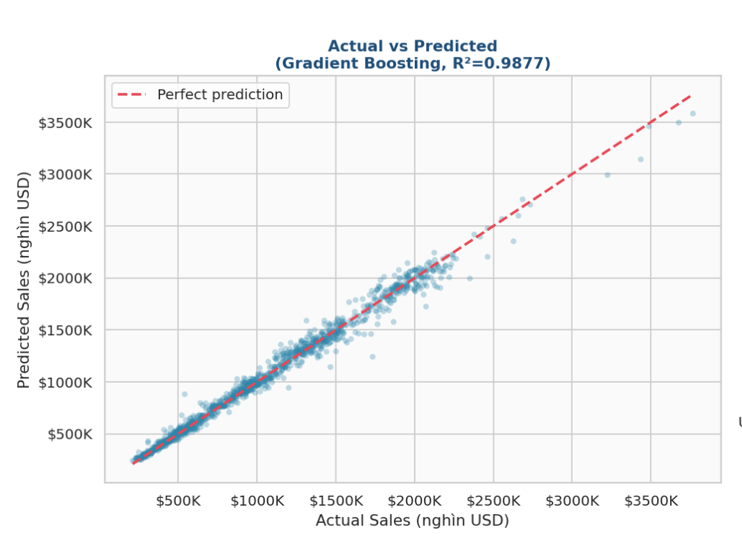 Actual vs Predicted
(Gradient Boosting, R²=0.9877)
Perfect prediction
Predicted Sales (nghìn USD)
$3500K
$3000K
$2500K
$2000K
$1500K
$1000K
$500K
$500K $1000K $1500K $2000K $2500K $3000K $3500K
Actual Sales (nghìn USD)